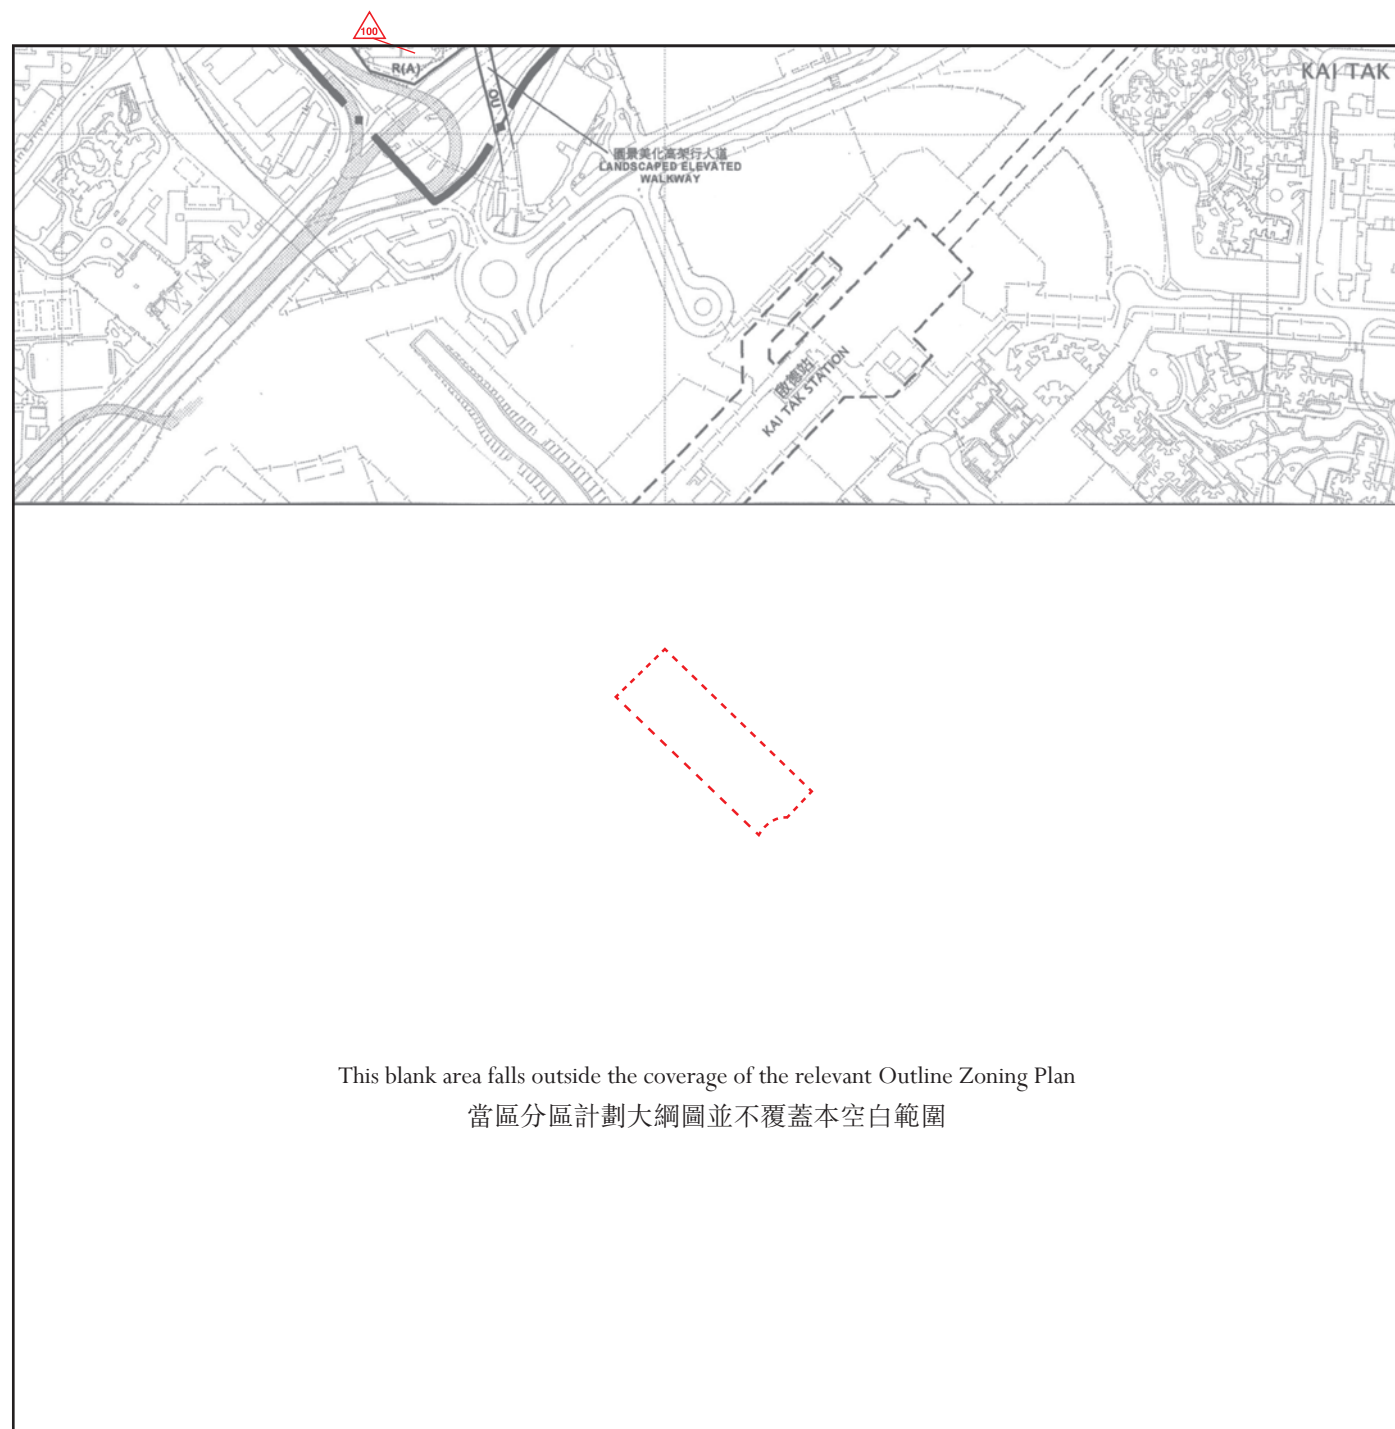 100
R(A)
KAI TAK
OU
園景美化高架行人道
LANDSCAPED ELEVATED
WALKWAY
啟德站
KAI TAK STATION
This blank area falls outside the coverage of the relevant Outline Zoning Plan
當區分區計劃大綱圖並不覆蓋本空白範圍